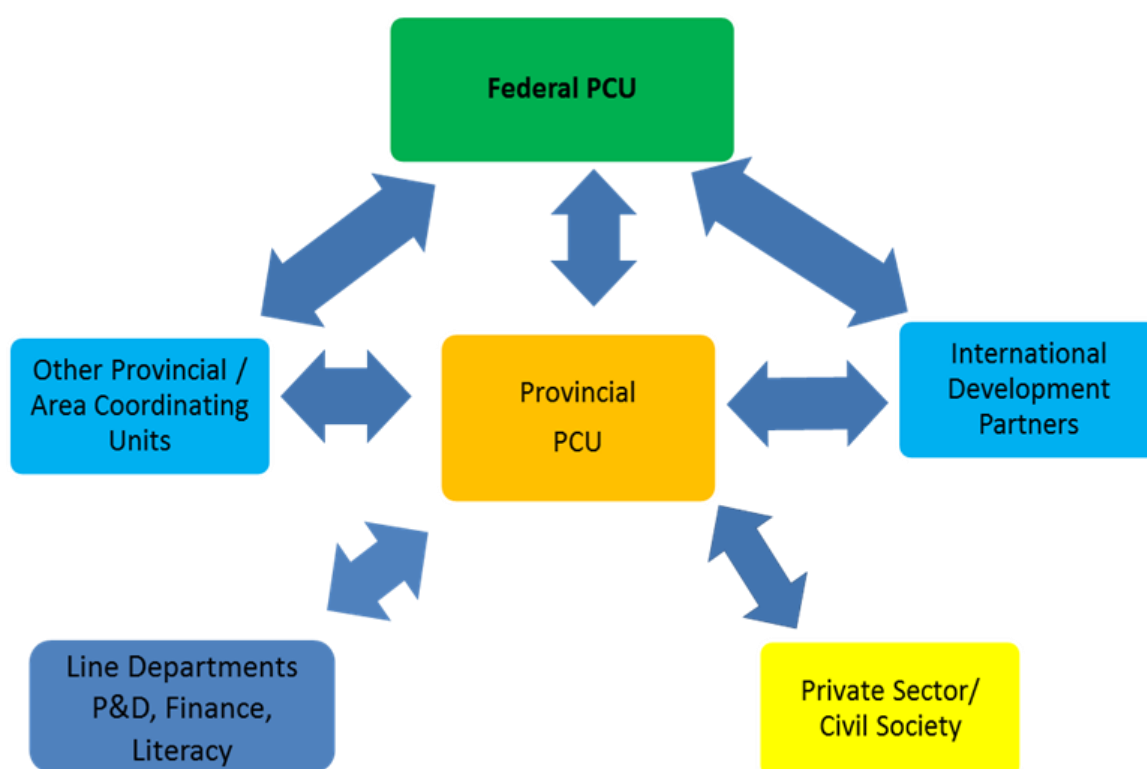 Federal PCU
Other Provincial /
Area Coordinating
Units
Provincial
PCU
International
Development
Partners
Line Departments
P&D, Finance,
Literacy
Private Sector/
Civil Society